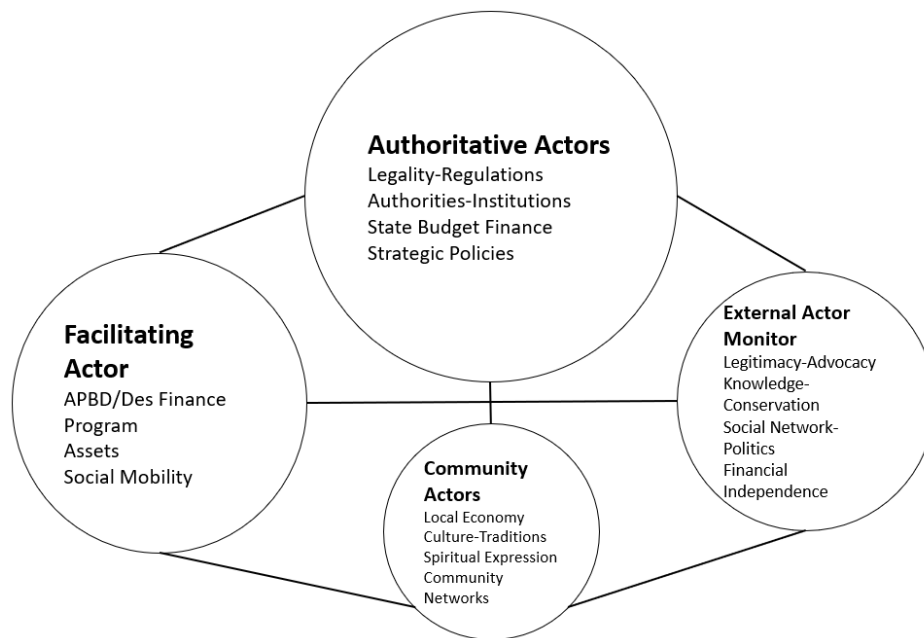 Authoritative Actors
Legality-Regulations
Authorities-Institutions
State Budget Finance
Strategic Policies
Facilitating
Actor
APBD/Des Finance
Program
Assets
Social Mobility
External Actor
Monitor
Legitimacy-Advocacy
Knowledge-
Conservation
Social Network-
Politics
Financial
Independence
Community
Actors
Local Economy
Culture-Traditions
Spiritual Expression
Community
Networks